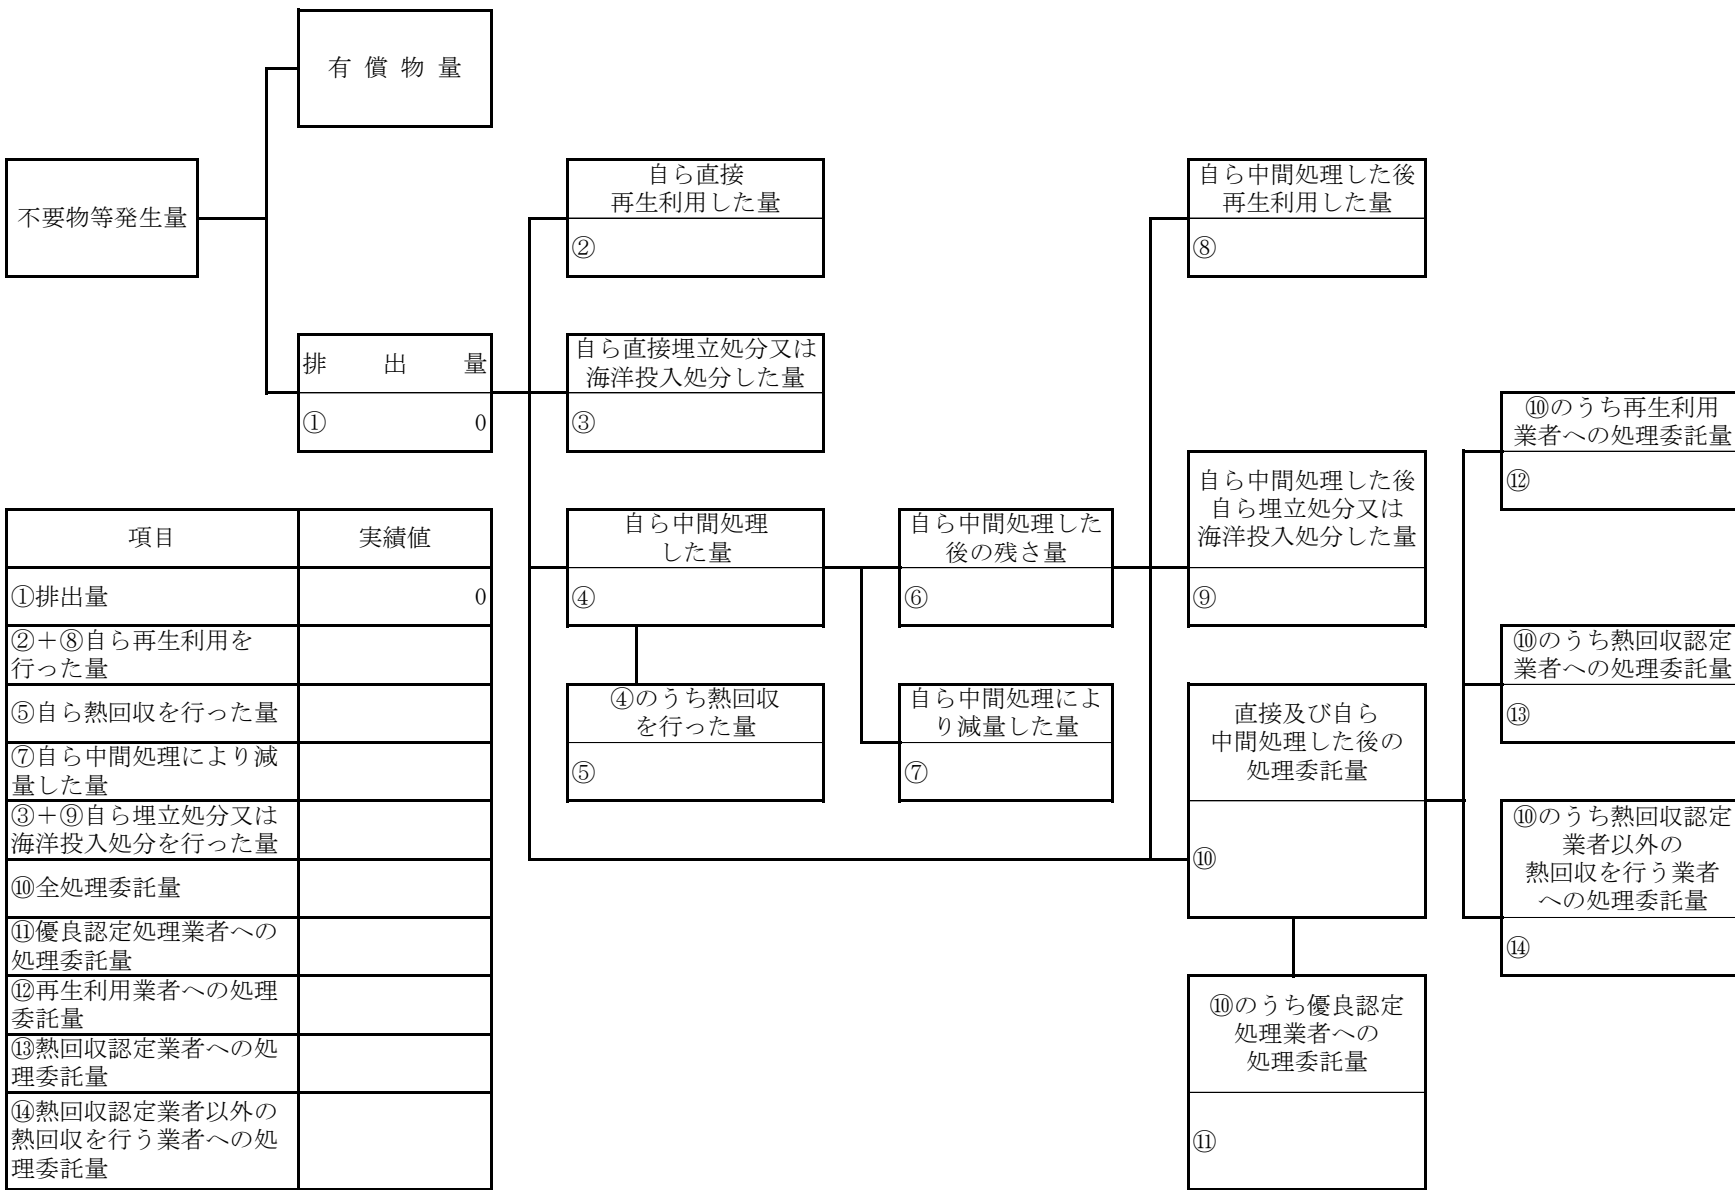 有 償 物 量
不要物等発生量
排 出 量
① 0
自ら直接
再生利用した量
②
自ら直接埋立処分又は
海洋投入処分した量
③
自ら中間処理
した量
④
④のうち熱回収
を行った量
⑤
自ら中間処理した
後の残さ量
⑥
自ら中間処理によ
り減量した量
⑦
自ら中間処理した後
再生利用した量
⑧
自ら中間処理した後
自ら埋立処分又は
海洋投入処分した量
⑨
直接及び自ら
中間処理した後の
処理委託量
⑩
⑩のうち優良認定
処理業者への
処理委託量
⑪
⑩のうち再生利用
業者への処理委託量
⑫
⑩のうち熱回収認定
業者への処理委託量
⑬
⑩のうち熱回収認定
業者以外の
熱回収を行う業者
への処理委託量
⑭
項目 実績値
①排出量 0
②＋⑧自ら再生利用を
行った量
⑤自ら熱回収を行った量
⑦自ら中間処理により減
量した量
③＋⑨自ら埋立処分又は
海洋投入処分を行った量
⑩全処理委託量
⑪優良認定処理業者への
処理委託量
⑫再生利用業者への処理
委託量
⑬熱回収認定業者への処
理委託量
⑭熱回収認定業者以外の
熱回収を行う業者への処
理委託量